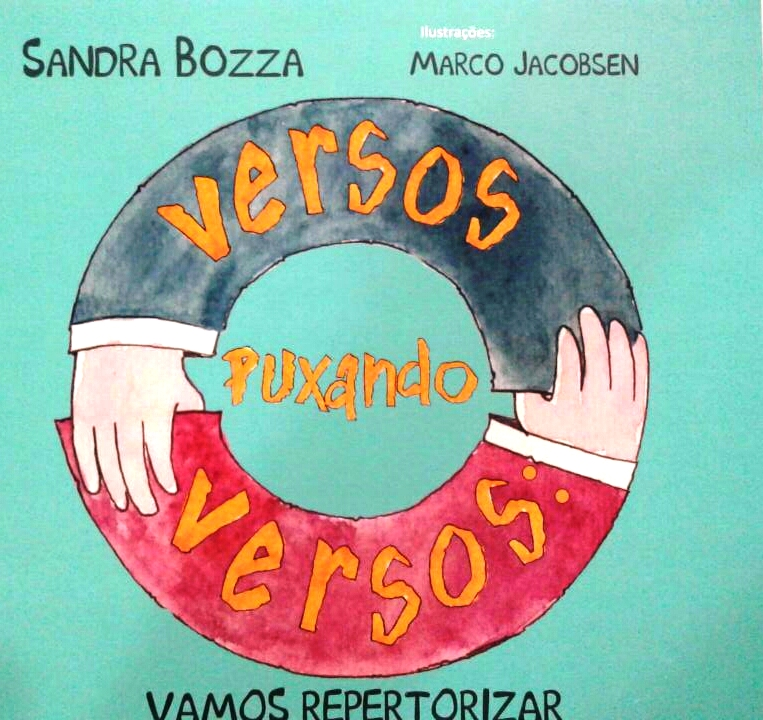 SANDRA BOZZA
Ilustrações:
MARCO JACOBSEN
versos
puxando
versos:
VAMOS REPERTORIZAR